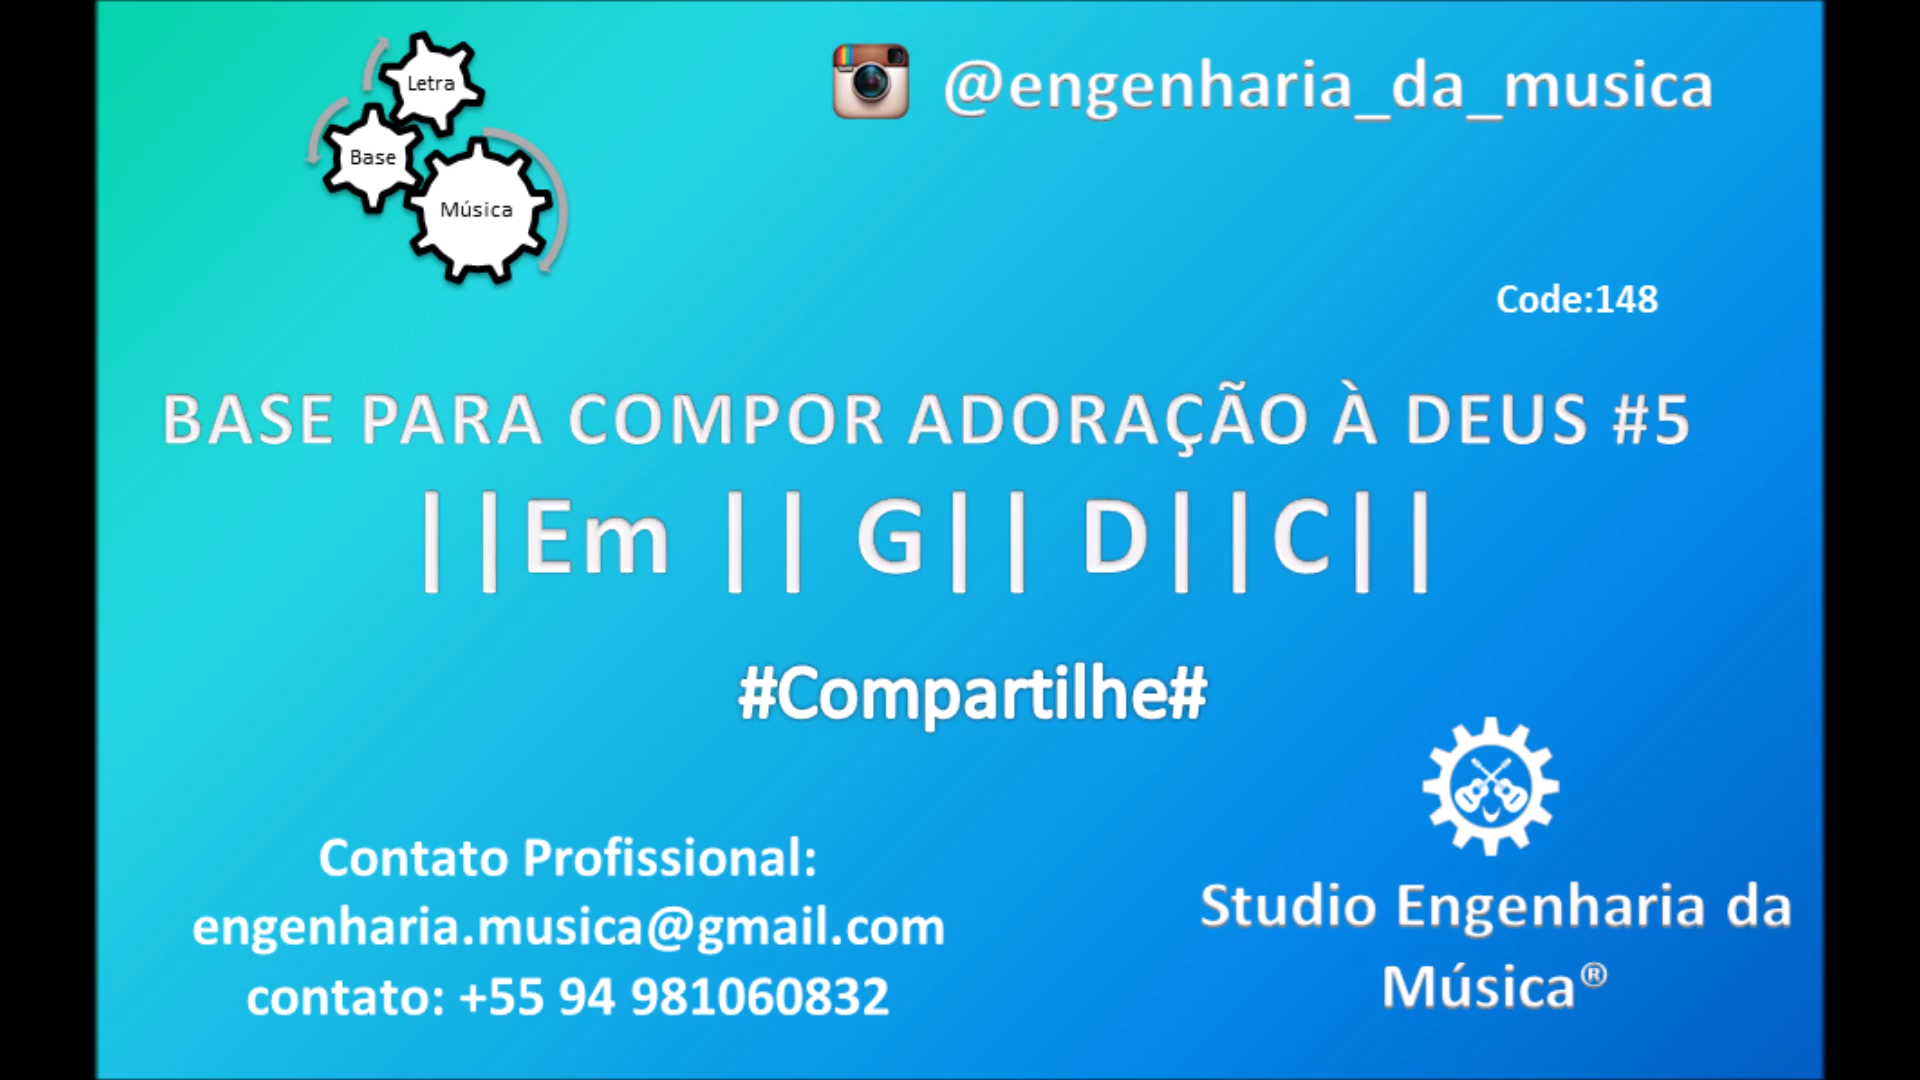 Letra
Base
Música
@engenharia_da_musica
Code:148
BASE PARA COMPOR ADORAÇÃO À DEUS #5
||Em || G|| D||C||
#Compartilhe#
Contato Profissional:
engenharia.musica@gmail.com
contato: +55 94 981060832
Studio Engenharia da
Música®